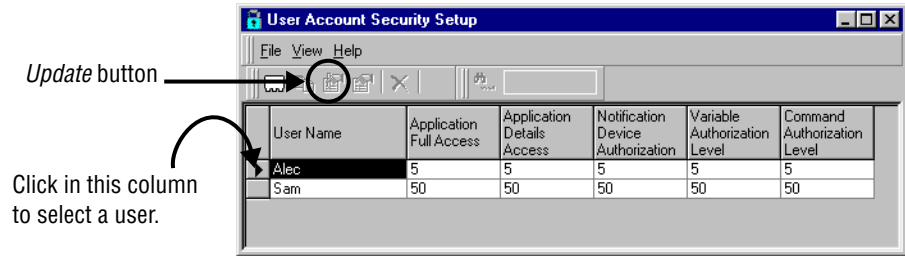 User Account Security Setup
File View Help
Update button
User Name
Application
Full Access
Application
Details
Access
Notification
Device
Authorization
Variable
Authorization
Level
Command
Authorization
Level
Alec 5 5 5 5 5
Sam 50 50 50 50 50
Click in this column
to select a user.